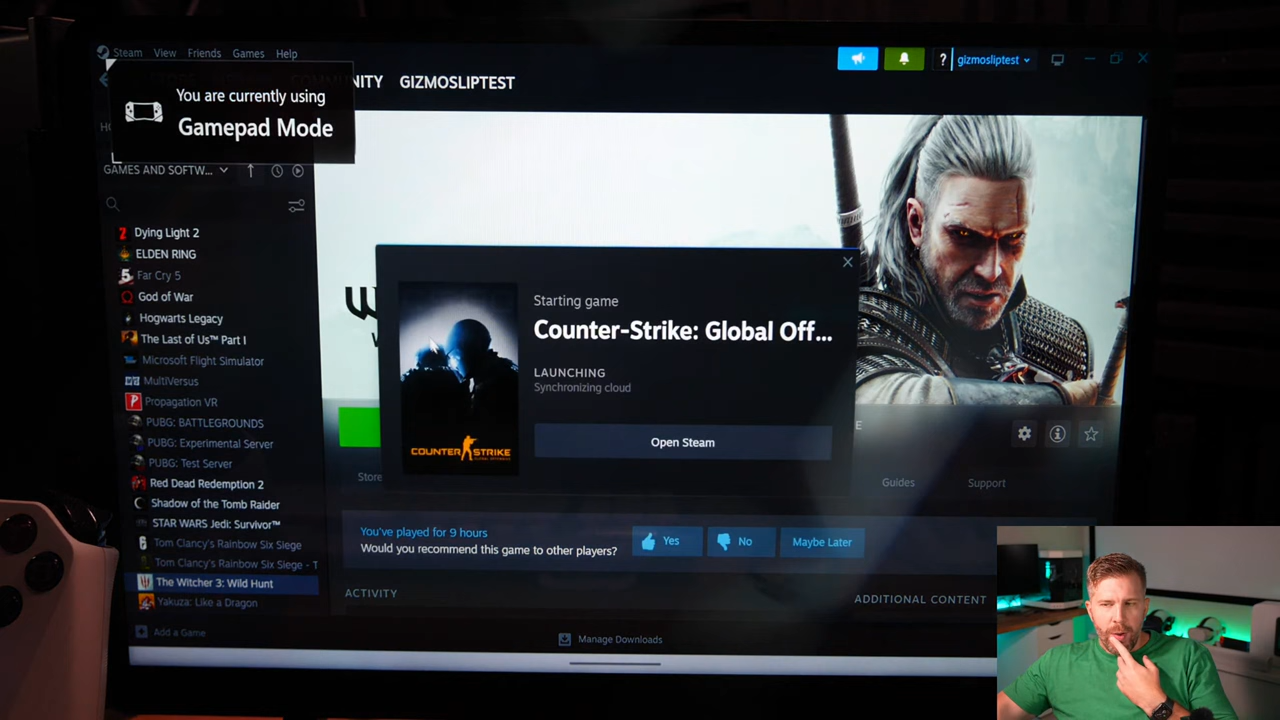 Steam View Friends Games Help
? gizmosliptest
NITY GIZMOSLIPTEST
You are currently using
Gamepad Mode
GAMES AND SOFTW...
Dying Light 2
ELDEN RING
Far Cry 5
God of War
Hogwarts Legacy
The Last of Us™ Part I
Microsoft Flight Simulator
MultiVersus
Propagation VR
PUBG: BATTLEGROUNDS
PUBG: Experimental Server
PUBG: Test Server
Red Dead Redemption 2
Shadow of the Tomb Raider
STAR WARS Jedi: Survivor™
Tom Clancy's Rainbow Six Siege
Tom Clancy's Rainbow Six Siege - T
The Witcher 3: Wild Hunt
Yakuza: Like a Dragon
Add a Game
Starting game
Counter-Strike: Global Off...
LAUNCHING
Synchronizing cloud
Open Steam
COUNTER STRIKE
Store
Guides
Support
You've played for 9 hours
Would you recommend this game to other players?
Yes
No
Maybe Later
ACTIVITY
ADDITIONAL CONTENT
Manage Downloads